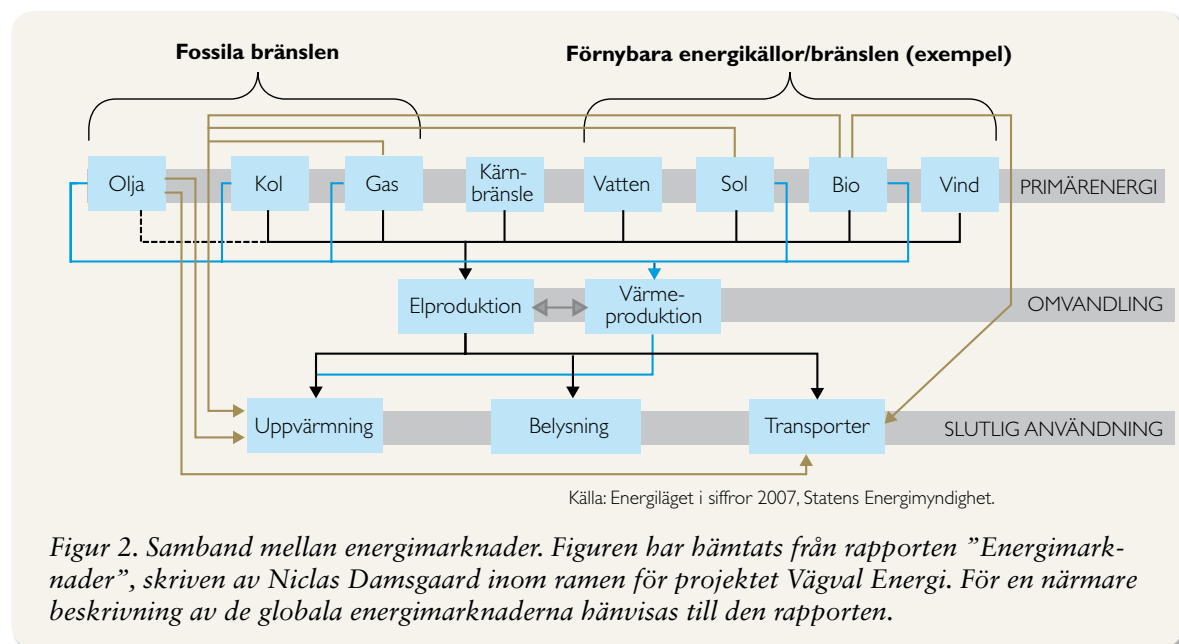 Fossila bränslen
Förnybara energikällor/bränslen (exempel)
Olja
Kol
Gas
Kärn-
bränsle
Vatten
Sol
Bio
Vind
PRIMÄRENERGI
Elproduktion
Värme-
produktion
OMVANDLING
Uppvärmning
Belysning
Transporter
SLUTLIG ANVÄNDNING
Källa: Energiläget i siffror 2007, Statens Energimyndighet.
Figur 2. Samband mellan energimarknader. Figuren har hämtats från rapporten ”Energimark-
nader”, skriven av Niclas Damsgaard inom ramen för projektet Vägval Energi. För en närmare
beskrivning av de globala energimarknaderna hänvisas till den rapporten.